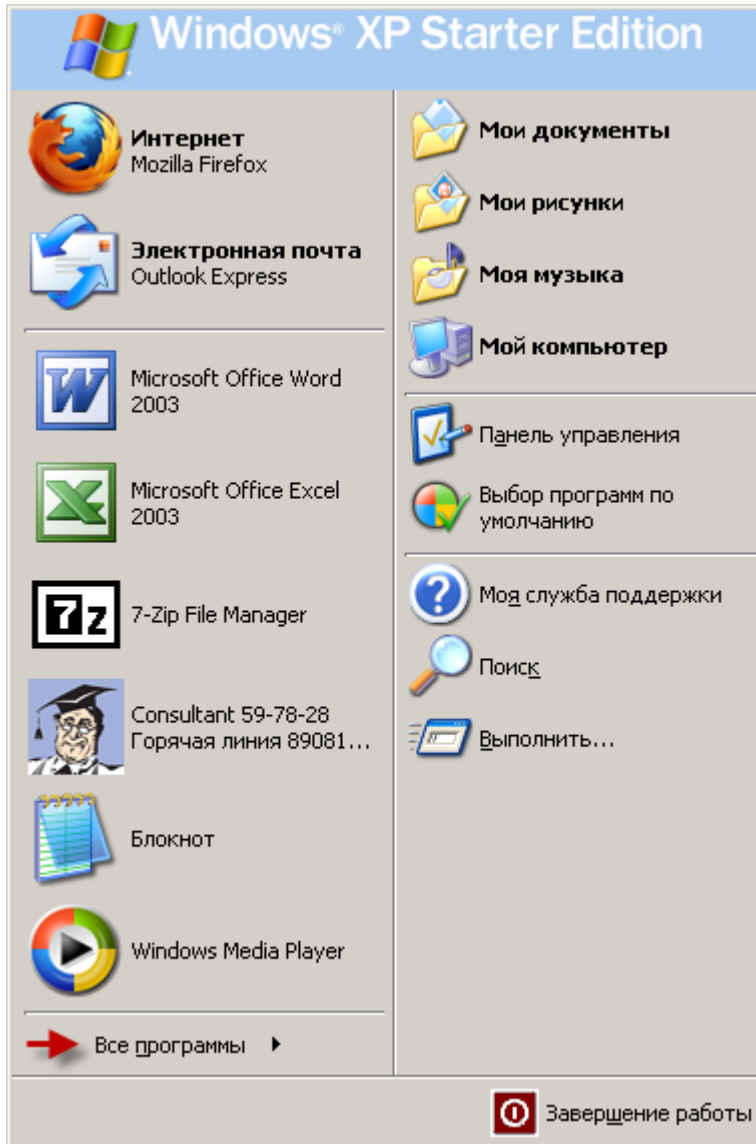 Windows® XP Starter Edition
Интернет
Mozilla Firefox
Электронная почта
Outlook Express
Microsoft Office Word
2003
Microsoft Office Excel
2003
7z
7-Zip File Manager
Consultant 59-78-28
Горячая линия 89081...
Блокнот
Windows Media Player
Все программы
Мои документы
Мои рисунки
Моя музыка
Мой компьютер
Панель управления
Выбор программ по
умолчанию
Моя служба поддержки
Поиск
Выполнить...
Завершение работы